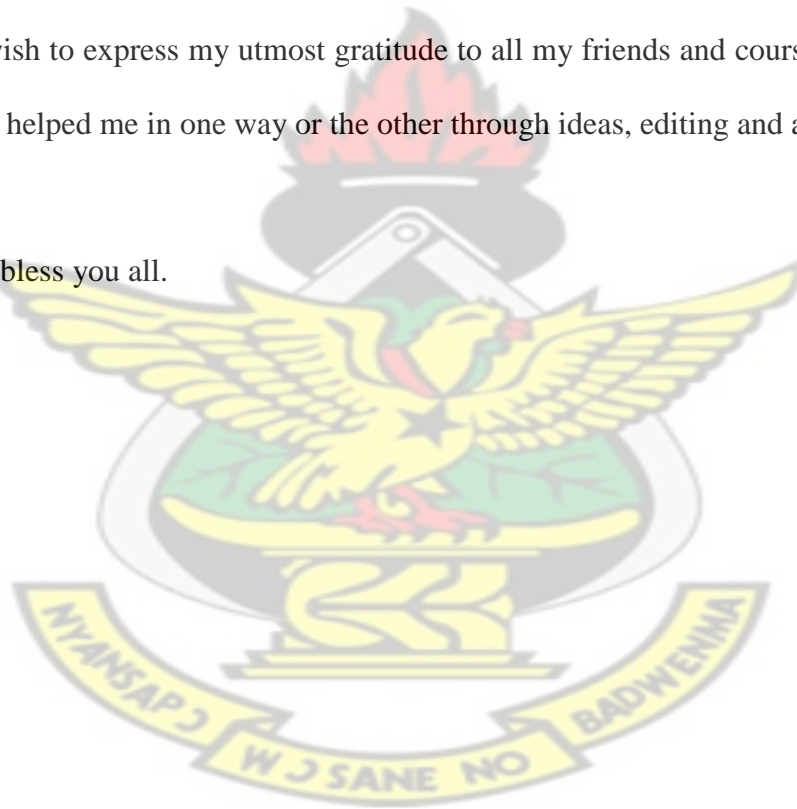 wish to express my utmost gratitude to all my friends and cours
helped me in one way or the other through ideas, editing and a
bless you all.
NYANSAPƆ WƆSANE NO BADWENMA